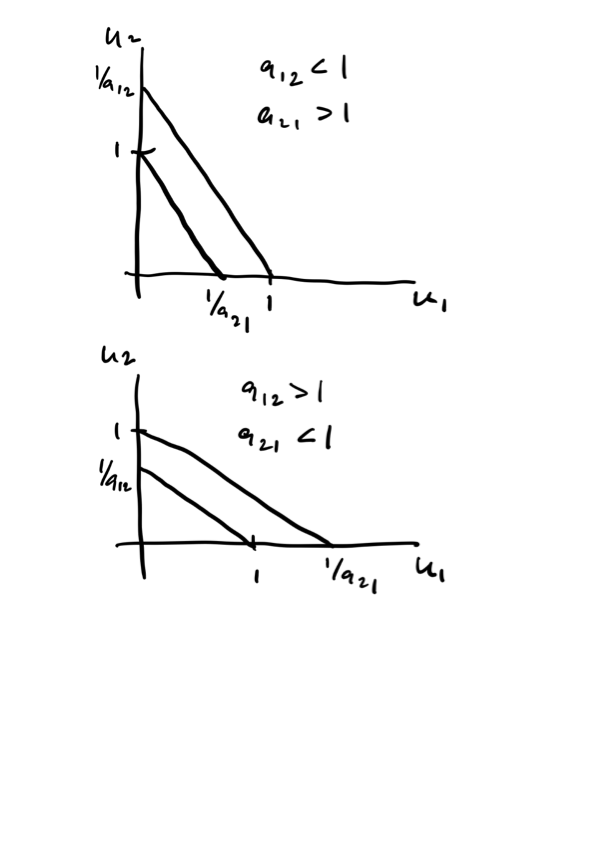 u₂
1/a₁₂
a₁₂ < 1
a₂₁ > 1
1
1/a₂₁
1
u₁
u₂
a₁₂ > 1
1
a₂₁ < 1
1/a₁₂
1
1/a₂₁
u₁